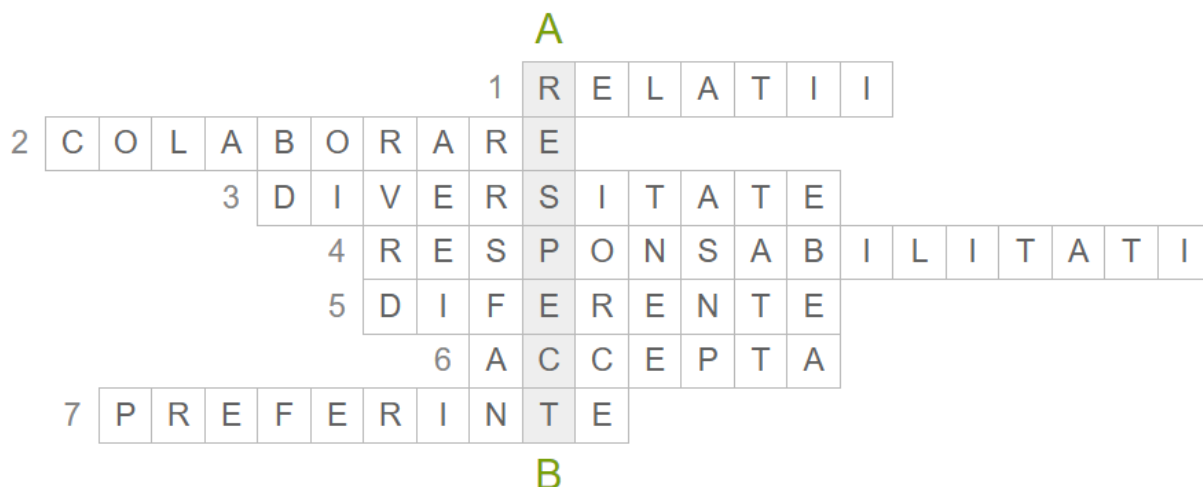 A
1 RELATII
2 COLABORARE
3 DIVERSITATE
4 RESPONSABILITATI
5 DIFERENTE
6 ACCEPTA
7 PREFERINTE
B